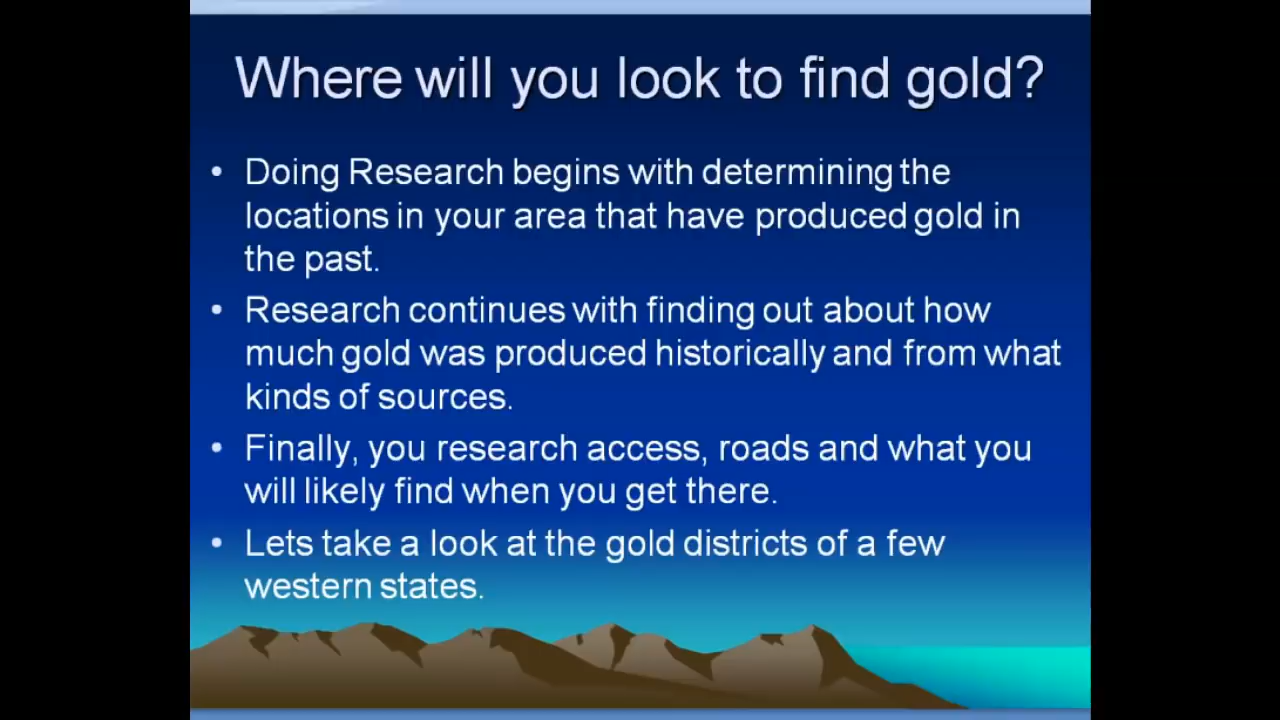 Where will you look to find gold?
• Doing Research begins with determining the
locations in your area that have produced gold in
the past.
• Research continues with finding out about how
much gold was produced historically and from what
kinds of sources.
• Finally, you research access, roads and what you
will likely find when you get there.
• Lets take a look at the gold districts of a few
western states.